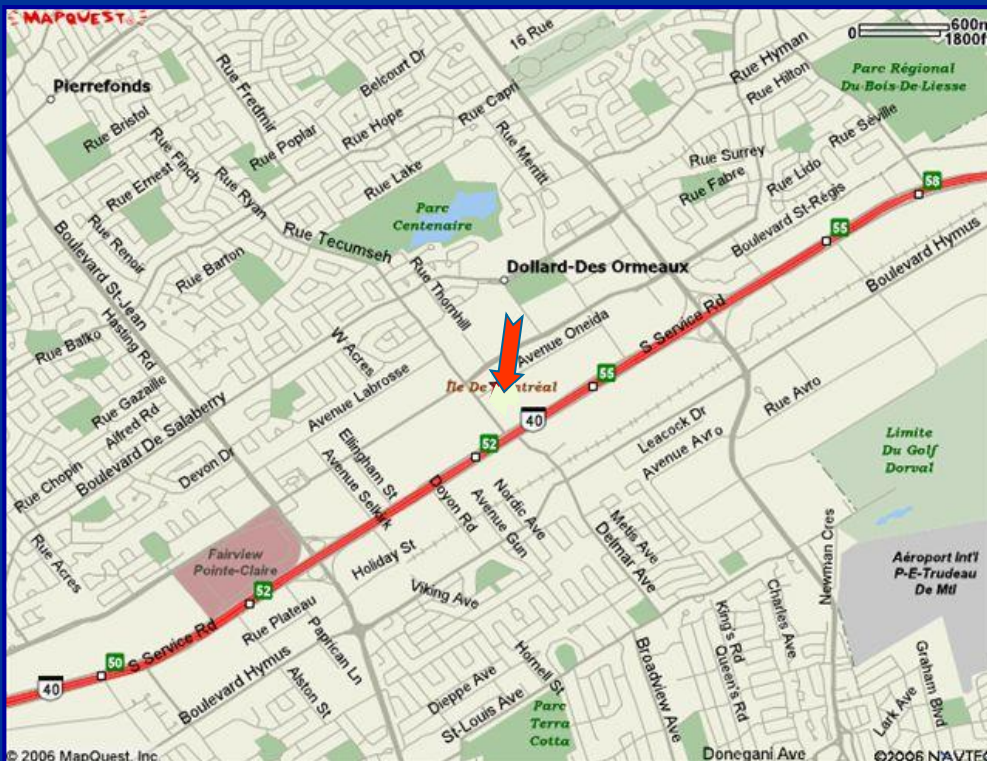 MAPQUEST
600m
0 1800ft
16 Rue
Rue Hyman
Rue Hilton
Parc Régional
Du-Bois-De-Liesse
Belcourt Dr
Rue Fredmir
Pierrefonds
Rue Capri
Rue Hope
Rue Bristol
Rue Poplar
Rue Finch
Rue Merritt
Rue Séville
Rue Surrey
Rue Lido
Rue Fabre
Rue Ernest
Rue Ryan
Rue Lake
58
Parc
Centenaire
Rue Tecumseh
Rue Renoir
Rue Barton
Boulevard St-Jean
Boulevard St-Régis
55
Boulevard Hymus
Rue Thornhill
Dollard-Des Ormeaux
Hasting Rd
Rue Balko
W Acres
Avenue Oneida
S Service Rd
Avenue Labrosse
Île De
55
Rue Gazaille
Alfred Rd
Boulevard De Salaberry
Rue Chopin
Devon Dr
Rue Avro
Leacock Dr
Avenue Avro
40
52
Ellingham St
Avenue Selkirk
Doyon Rd
Nordic Ave
Avenue Gun
Limite
Du Golf
Dorval
Rue Acres
Fairview
Pointe-Claire
Holiday St
Metis Ave
Delmar Ave
Newman Cres
Aéroport Int'l
P-E-Trudeau
De Mtl
52
Viking Ave
Rue Plateau
Paprican Ln
S Service Rd
50
40
Boulevard Hymus
Alston St
Dieppe Ave
St-Louis Ave
Hornell St
Parc
Terra
Cotta
Broadview Ave
King's Rd
Queen's Rd
Charles Ave
Lark Ave
Graham Blvd
Donegani Ave
© 2006 MapQuest, Inc.
©2006 NAVTEQ